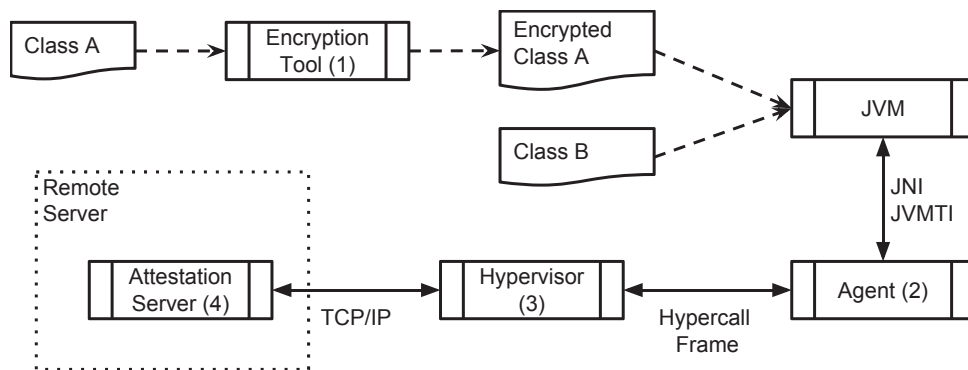 Class A
Encryption
Tool (1)
Encrypted
Class A
JVM
Class B
JNI
JVMTI
Remote
Server
Attestation
Server (4)
TCP/IP
Hypervisor
(3)
Hypercall
Frame
Agent (2)